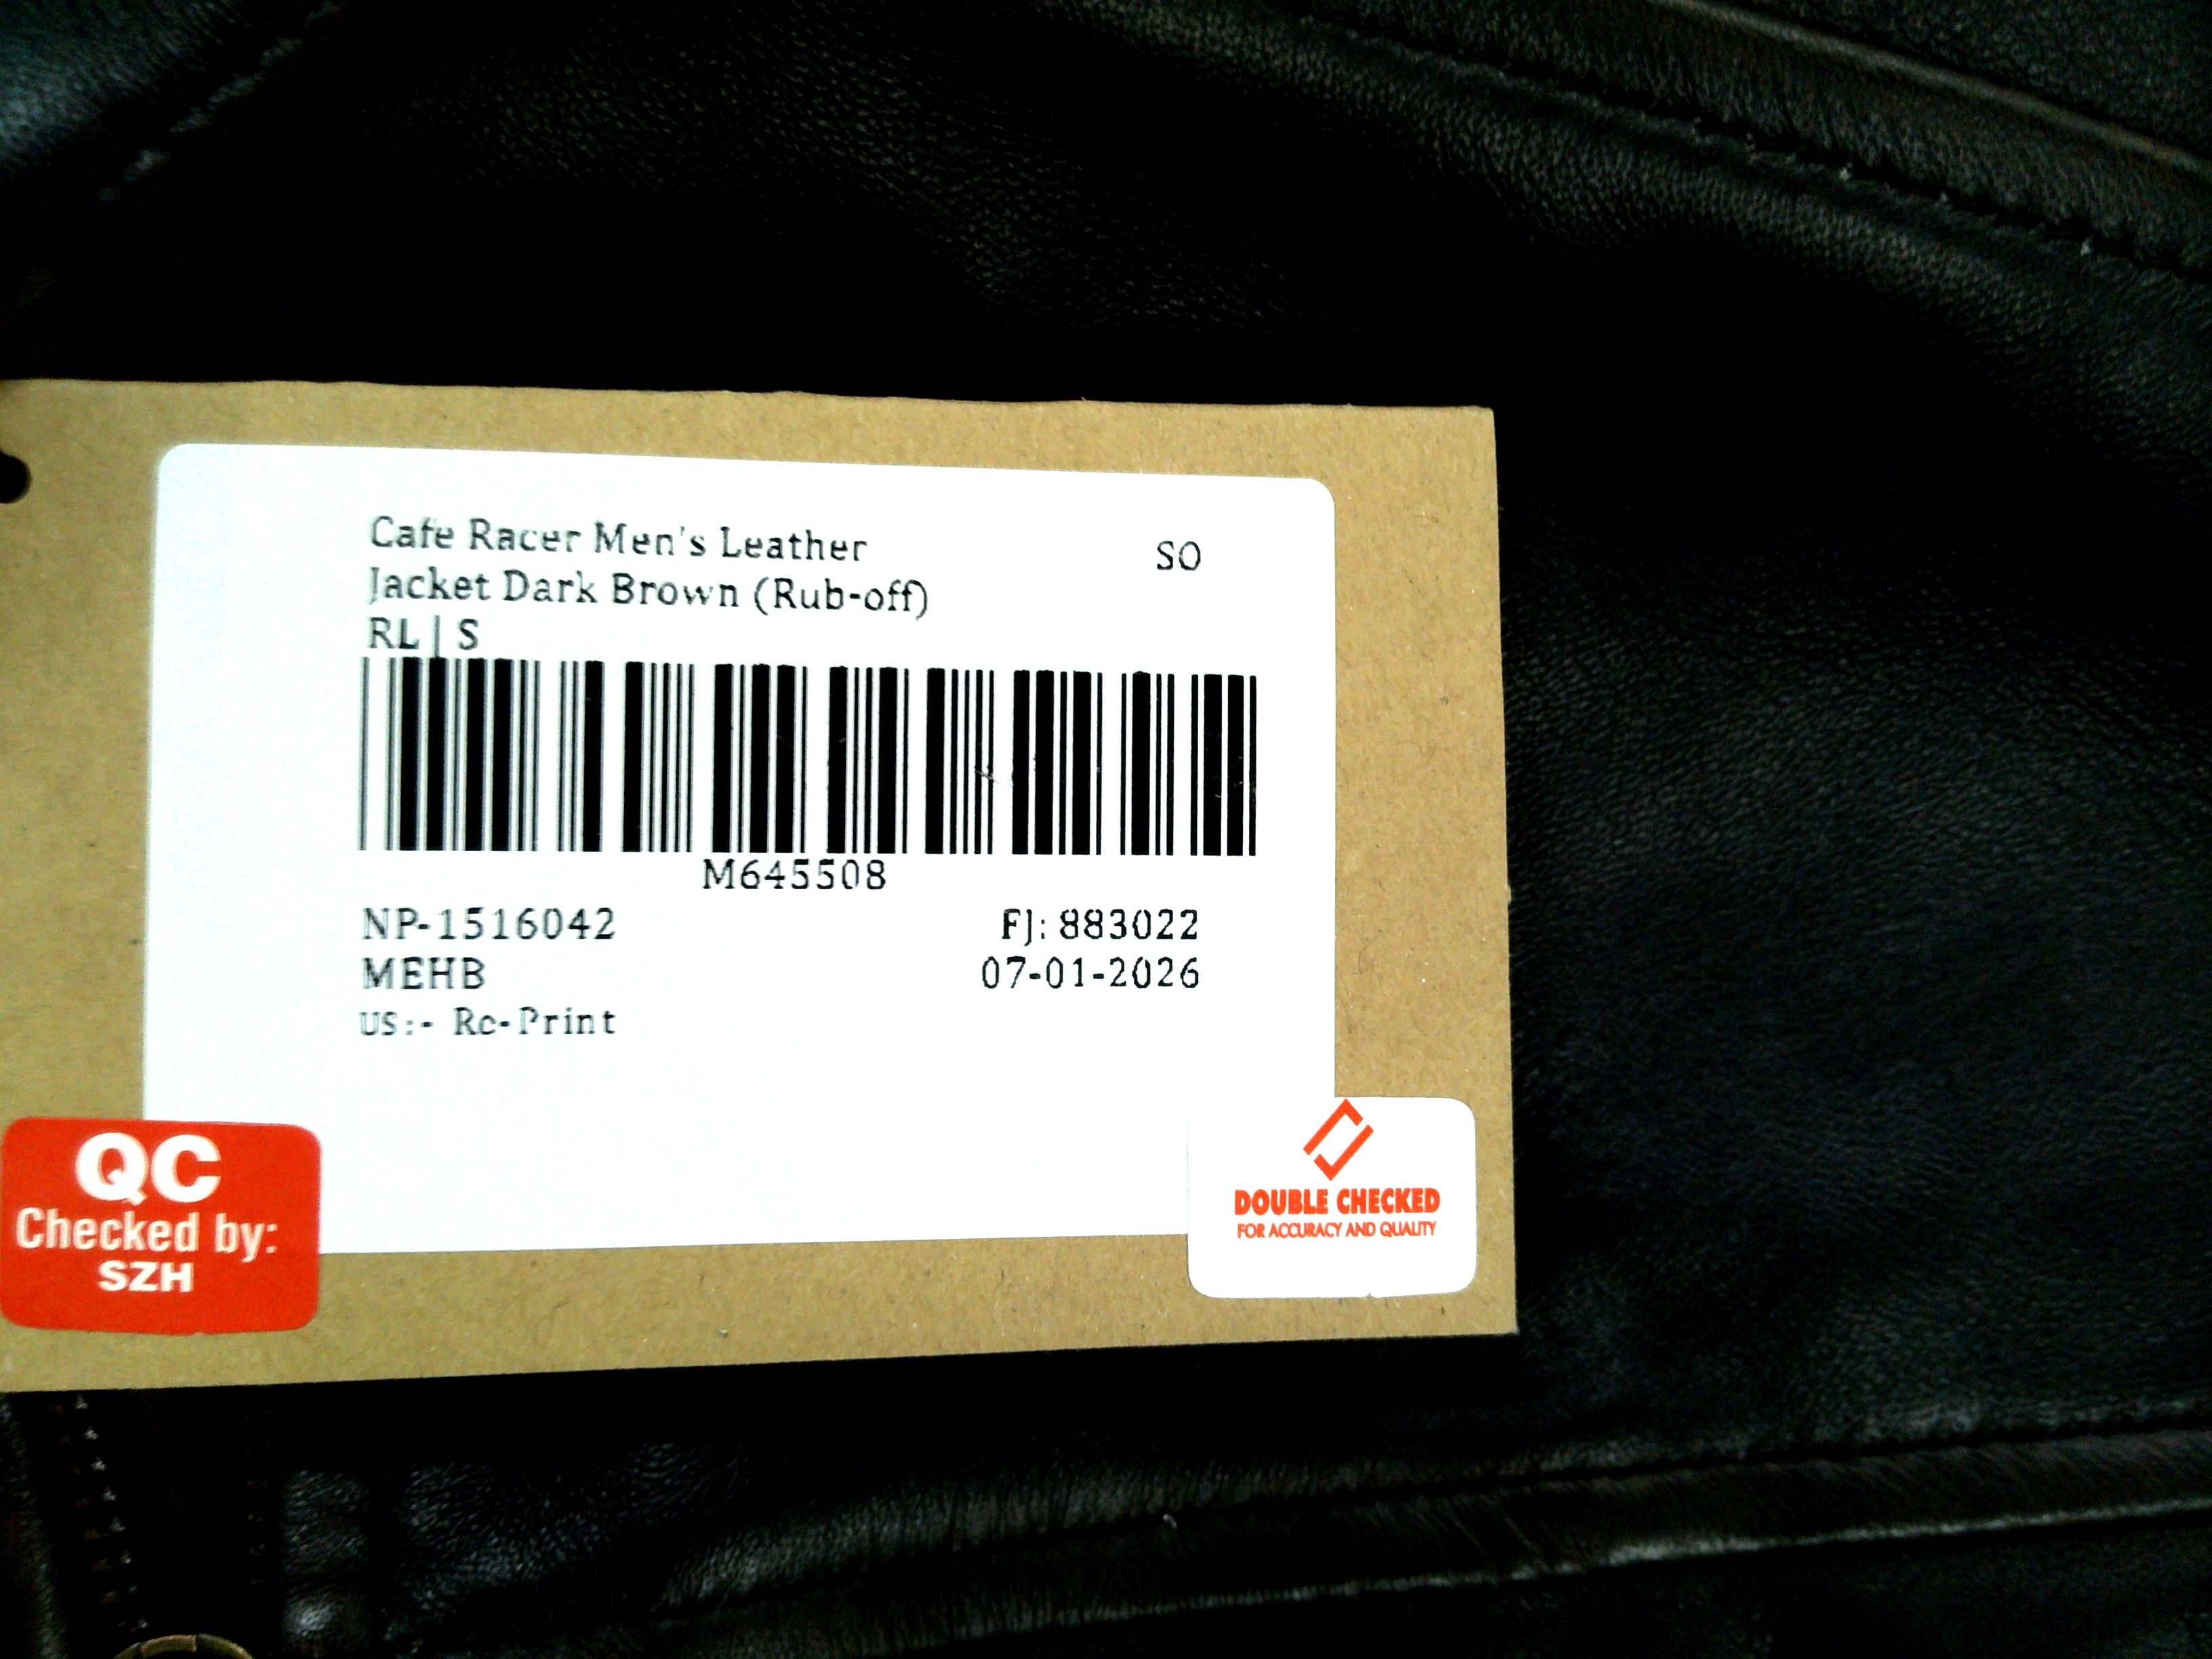 Cafe Racer Men's Leather
SO
Jacket Dark Brown (Rub-off)
RL | S
M645508
NP-1516042
FJ: 883022
MEHB
07-01-2026
US:- Re-Print
QC
Checked by:
SZH
DOUBLE CHECKED
FOR ACCURACY AND QUALITY